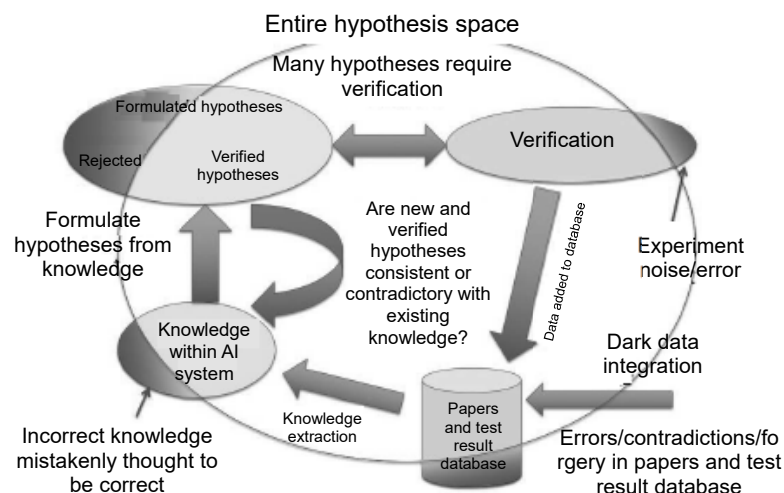 Entire hypothesis space
Many hypotheses require
verification
Formulated hypotheses
Rejected
Verified
hypotheses
Verification
Formulate
hypotheses from
knowledge
Are new and
verified
hypotheses
consistent or
contradictory with
existing
knowledge?
Data added to database
Experiment
noise/error
Knowledge
within AI
system
Dark data
integration
Knowledge
extraction
Papers
and test
result
database
Incorrect knowledge
mistakenly thought to
be correct
Errors/contradictions/fo
rgery in papers and test
result database